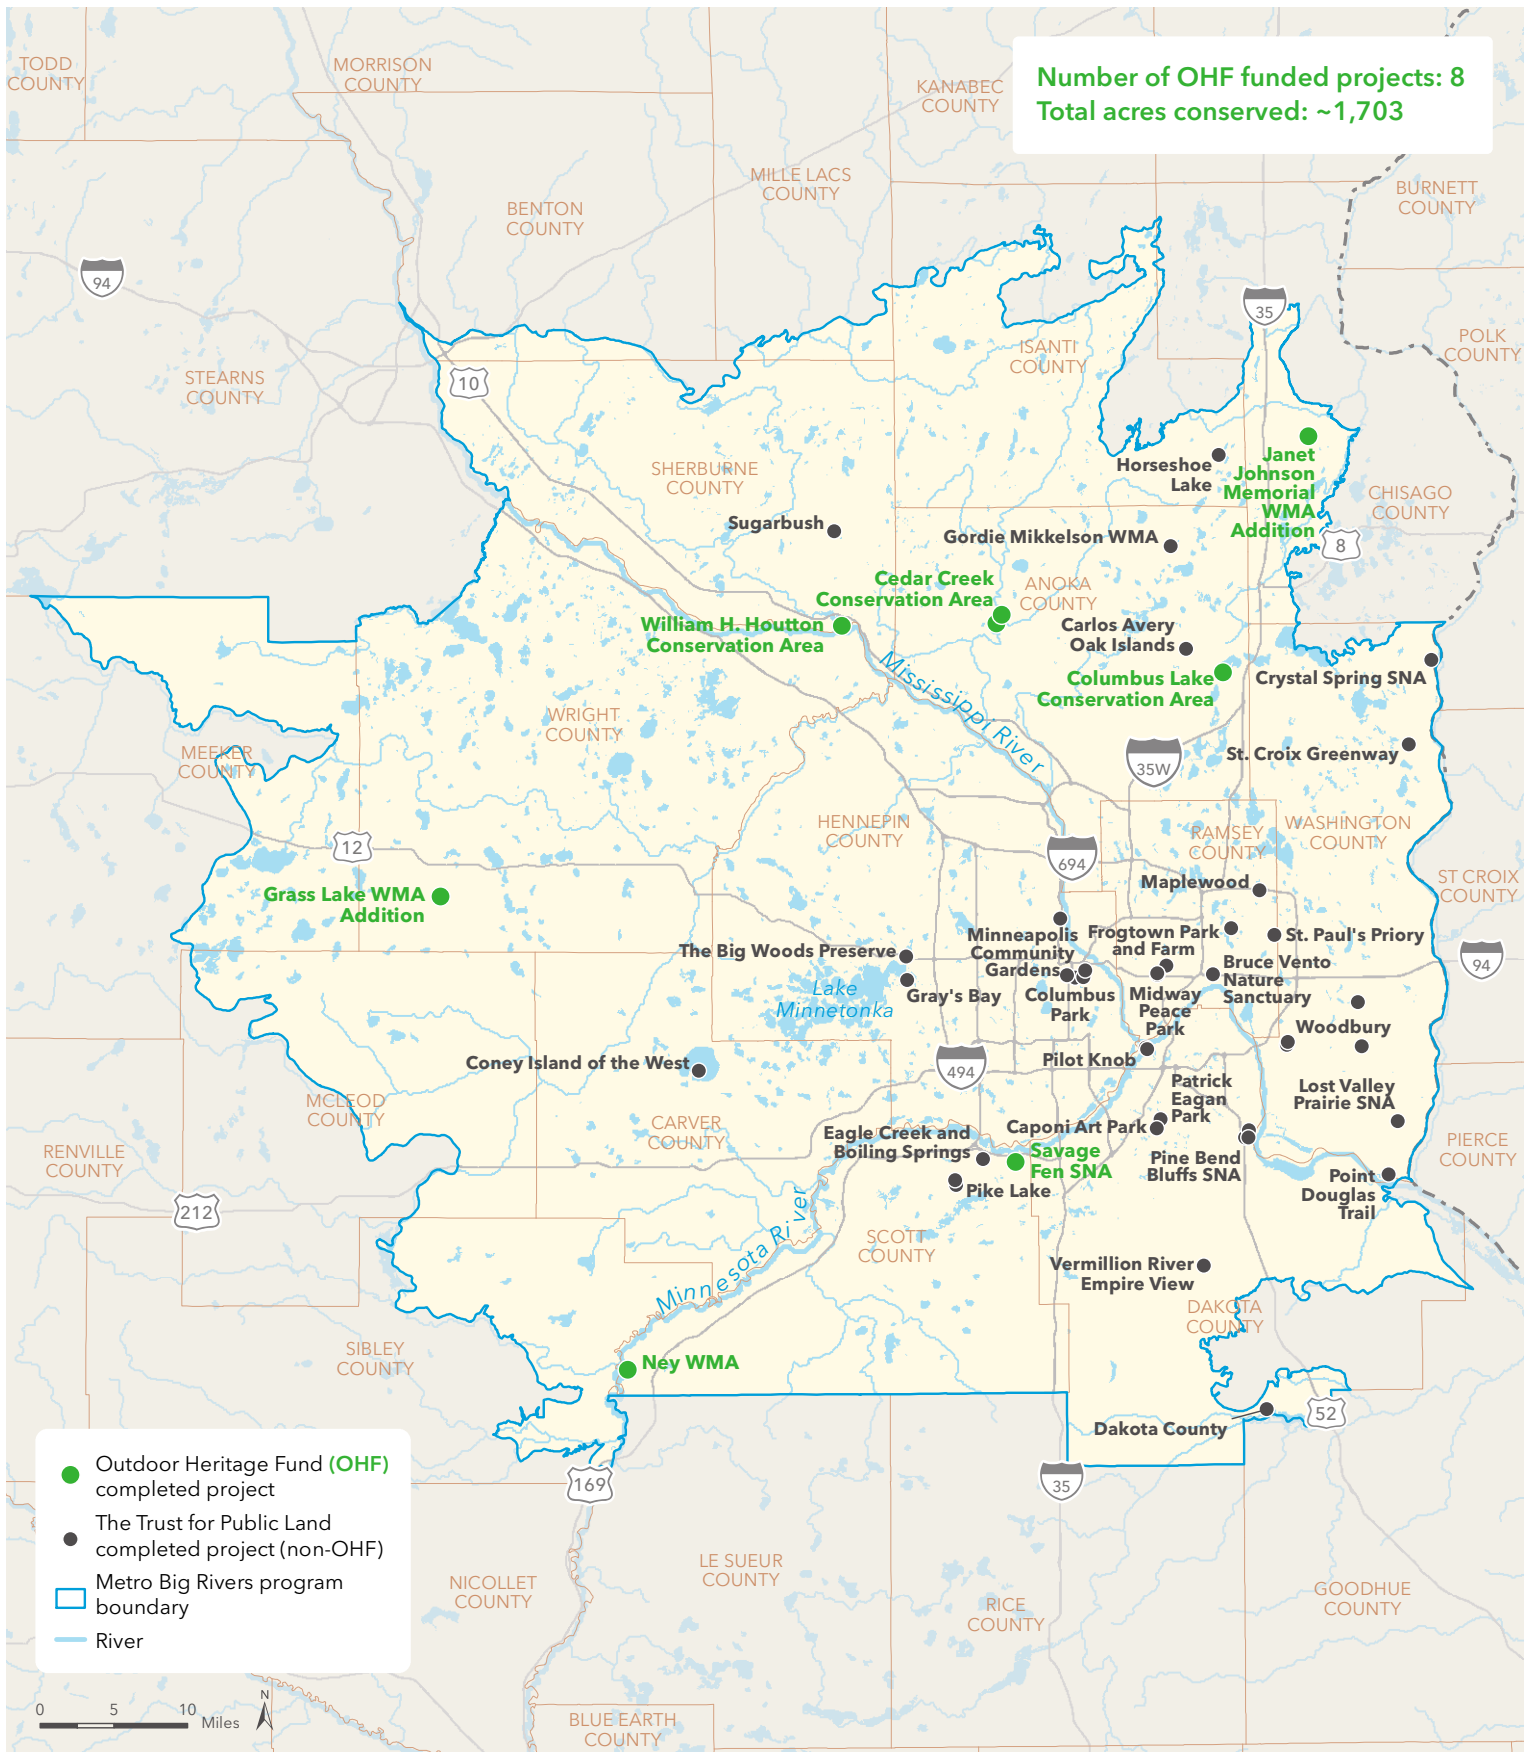 TODD
COUNTY
MORRISON
COUNTY
KANABEC
COUNTY
Number of OHF funded projects: 8
Total acres conserved: ~1,703
MILLE LACS
COUNTY
BURNETT
COUNTY
BENTON
COUNTY
94
35
POLK
COUNTY
ISANTI
COUNTY
STEARNS
COUNTY
10
SHERBURNE
COUNTY
Horseshoe
Lake
Janet
Johnson
Memorial
WMA
Addition
CHISAGO
COUNTY
8
Sugarbush
Gordie Mikkelson WMA
Cedar Creek
Conservation Area
ANOKA
COUNTY
William H. Houtton
Conservation Area
Carlos Avery
Oak Islands
Columbus Lake
Conservation Area
Crystal Spring SNA
Mississippi River
WRIGHT
COUNTY
MEEKER
COUNTY
35W
St. Croix Greenway
HENNEPIN
COUNTY
RAMSEY
COUNTY
WASHINGTON
COUNTY
12
694
ST CROIX
COUNTY
Grass Lake WMA
Addition
Maplewood
The Big Woods Preserve
Minneapolis
Community
Gardens
Frogtown Park
and Farm
St. Paul's Priory
94
Bruce Vento
Nature
Sanctuary
Lake
Minnetonka
Gray's Bay
Columbus
Park
Midway
Peace
Park
Woodbury
Coney Island of the West
494
Pilot Knob
Patrick
Eagan
Park
Lost Valley
Prairie SNA
MCLEOD
COUNTY
CARVER
COUNTY
Eagle Creek and
Boiling Springs
Caponi Art Park
Savage
Fen SNA
Pine Bend
Bluffs SNA
RENVILLE
COUNTY
PIERCE
COUNTY
Pike Lake
Point
Douglas
Trail
212
Minnesota River
SCOTT
COUNTY
Vermillion River
Empire View
DAKOTA
COUNTY
SIBLEY
COUNTY
Ney WMA
52
Dakota County
169
35
Outdoor Heritage Fund (OHF)
completed project
The Trust for Public Land
completed project (non-OHF)
Metro Big Rivers program
boundary
River
NICOLLET
COUNTY
LE SUEUR
COUNTY
RICE
COUNTY
GOODHUE
COUNTY
BLUE EARTH
COUNTY
0 5 10 Miles
N